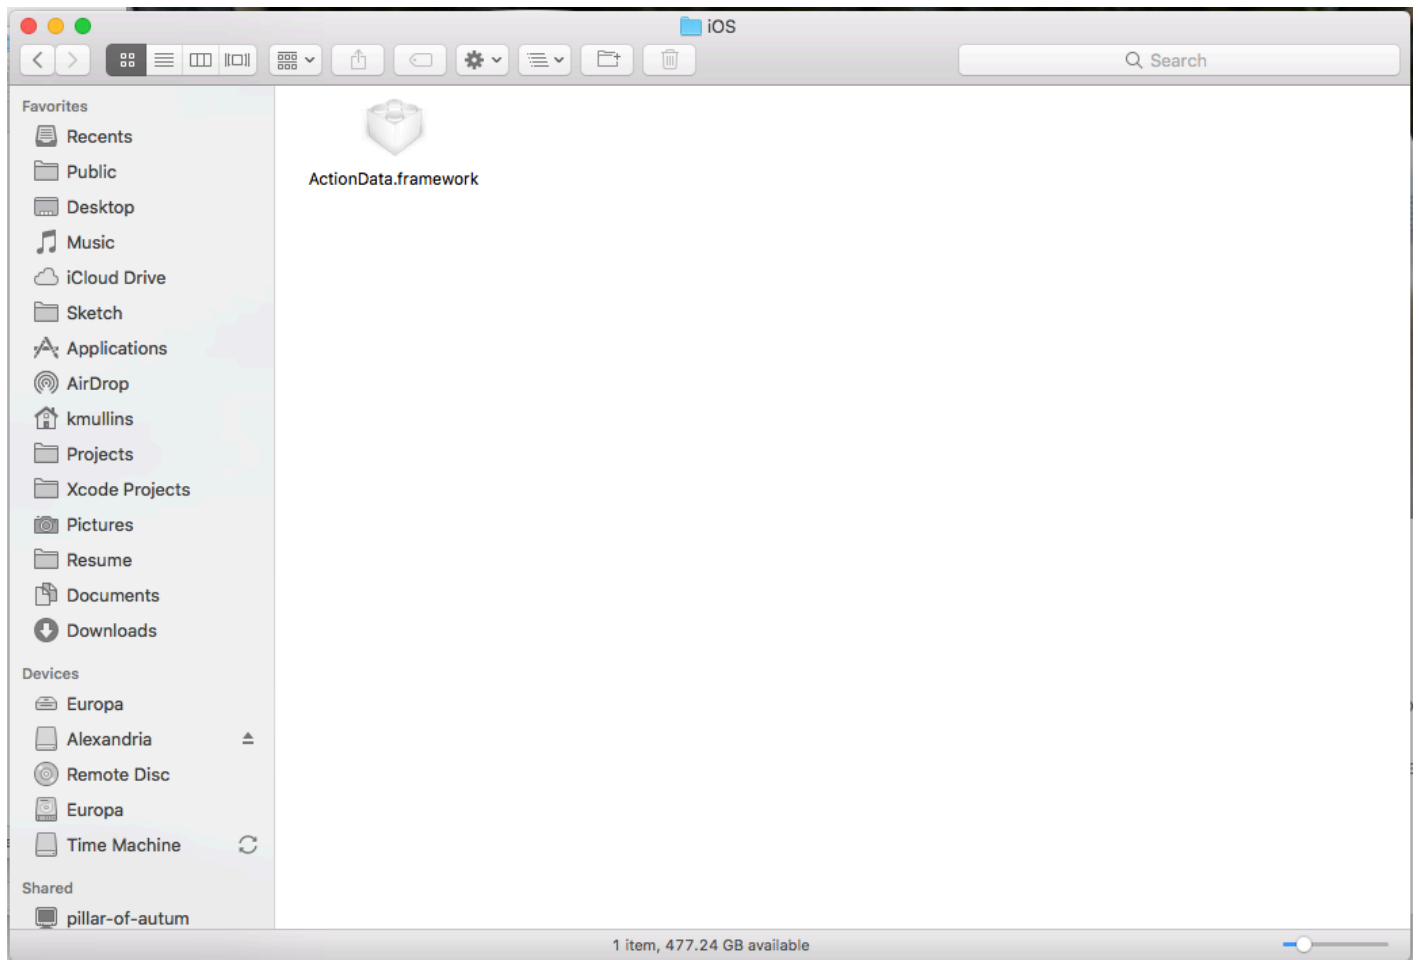 iOS
Search
Favorites
Recents
Public
Desktop
Music
iCloud Drive
Sketch
Applications
AirDrop
kmullins
Projects
Xcode Projects
Pictures
Resume
Documents
Downloads
Devices
Europa
Alexandria
Remote Disc
Europa
Time Machine
Shared
pillar-of-autum
ActionData.framework
1 item, 477.24 GB available